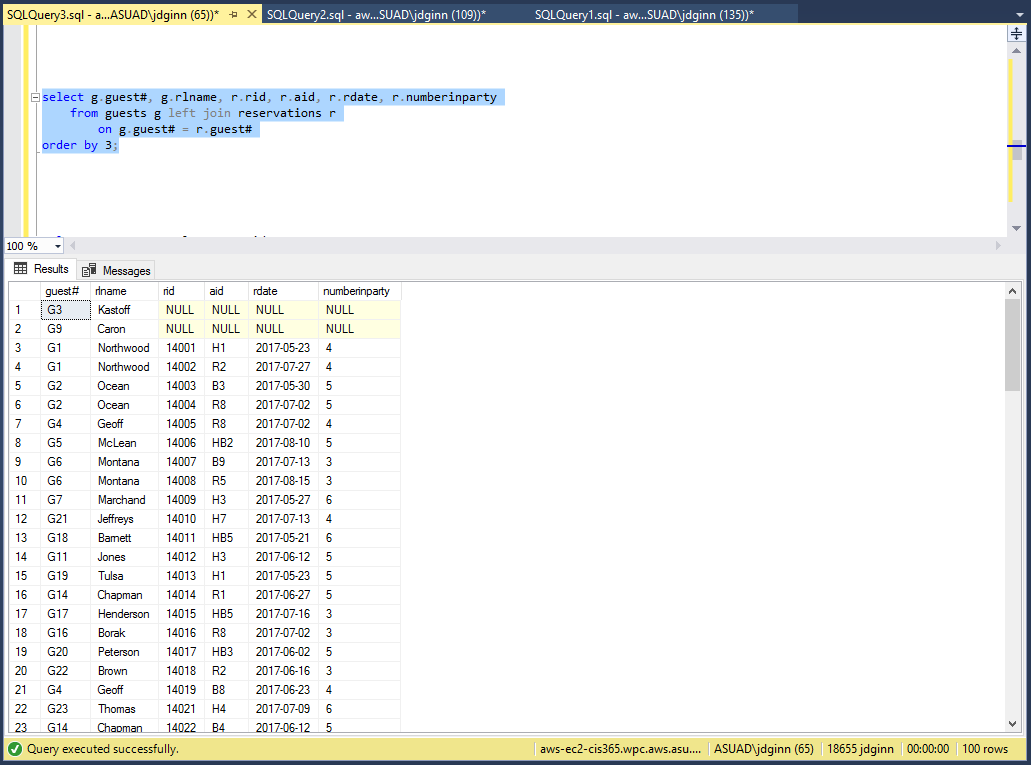 SQLQuery3.sql - a...ASUAD\jdginn (65))* SQLQuery2.sql - aw...SUAD\jdginn (109))* SQLQuery1.sql - aw...SUAD\jdginn (135))*
select g.guest#, g.rlname, r.rid, r.aid, r.rdate, r.numberinparty
from guests g left join reservations r
on g.guest# = r.guest#
order by 3;
100 %
Results Messages
guest# rlname rid aid rdate numberinparty
1 G3 Kastoff NULL NULL NULL NULL
2 G9 Caron NULL NULL NULL NULL
3 G1 Northwood 14001 H1 2017-05-23 4
4 G1 Northwood 14002 R2 2017-07-27 4
5 G2 Ocean 14003 B3 2017-05-30 5
6 G2 Ocean 14004 R8 2017-07-02 5
7 G4 Geoff 14005 R8 2017-07-02 4
8 G5 McLean 14006 HB2 2017-08-10 5
9 G6 Montana 14007 B9 2017-07-13 3
10 G6 Montana 14008 R5 2017-08-15 3
11 G7 Marchand 14009 H3 2017-05-27 6
12 G21 Jeffreys 14010 H7 2017-07-13 4
13 G18 Barnett 14011 HB5 2017-05-21 6
14 G11 Jones 14012 H3 2017-06-12 5
15 G19 Tulsa 14013 H1 2017-05-23 5
16 G14 Chapman 14014 R1 2017-06-27 5
17 G17 Henderson 14015 HB5 2017-07-16 3
18 G16 Borak 14016 R8 2017-07-02 3
19 G20 Peterson 14017 HB3 2017-06-02 5
20 G22 Brown 14018 R2 2017-06-16 3
21 G4 Geoff 14019 B8 2017-06-23 4
22 G23 Thomas 14021 H4 2017-07-09 6
23 G14 Chapman 14022 B4 2017-06-12 5
Query executed successfully. aws-ec2-cis365.wpc.aws.asu.... ASUAD\jdginn (65) 18655 jdginn 00:00:00 100 rows